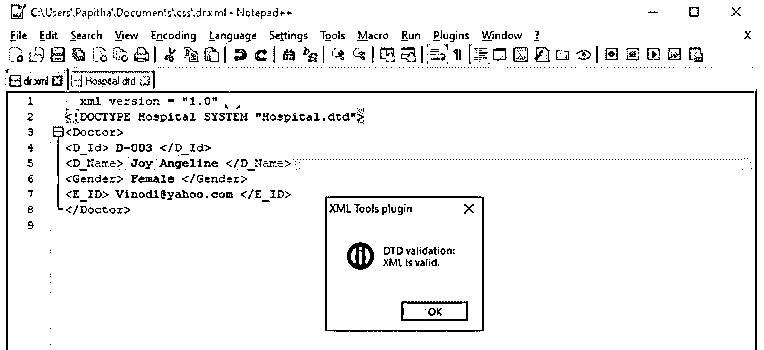 C:\Users\Papitha\Documents\css\dr.xml - Notepad++
File Edit Search View Encoding Language Settings Tools Macro Run Plugins Window ?
X
dr.xml Hospital dtd
1 xml version = "1.0"
2 <!DOCTYPE Hospital SYSTEM "Hospital.dtd">
3 <Doctor>
4 <D_Id> D-003 </D_Id>
5 <D_Name> Joy Angeline </D_Name>
6 <Gender> Female </Gender>
7 <E_ID> Vinod1@yahoo.com </E_ID>
8 </Doctor>
9
XML Tools plugin
DTD validation:
XML is valid.
OK